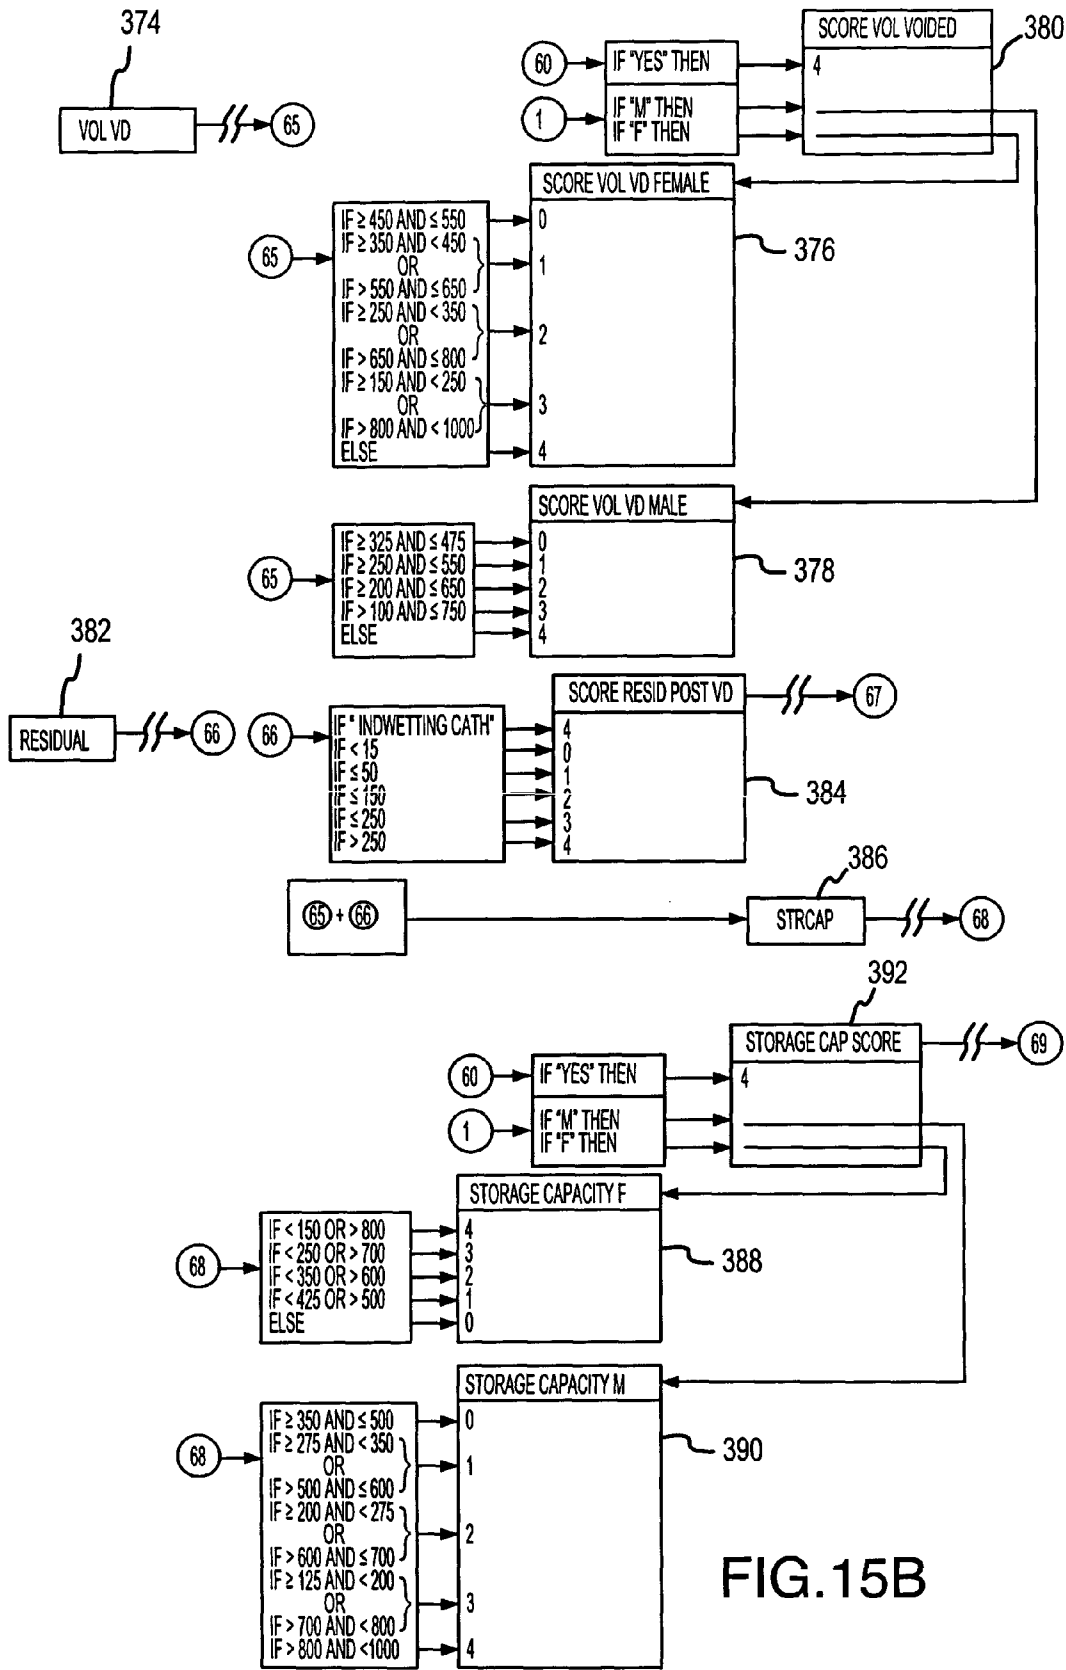 374
VOL VD
65
60
IF "YES" THEN
1
IF "M" THEN
IF "F" THEN
SCORE VOL VOIDED
4
380
SCORE VOL VD FEMALE
65
IF ≥ 450 AND ≤ 550
IF ≥ 350 AND < 450
OR
IF > 550 AND ≤ 650
IF ≥ 250 AND < 350
OR
IF > 650 AND ≤ 800
IF ≥ 150 AND < 250
OR
IF > 800 AND < 1000
ELSE
0
1
2
3
4
376
SCORE VOL VD MALE
65
IF ≥ 325 AND ≤ 475
IF ≥ 250 AND ≤ 550
IF ≥ 200 AND ≤ 650
IF > 100 AND ≤ 750
ELSE
0
1
2
3
4
378
382
RESIDUAL
66
66
IF " INDWETTING CATH"
IF < 15
IF ≤ 50
IF ≤ 150
IF ≤ 250
IF > 250
SCORE RESID POST VD
4
0
1
2
3
4
67
384
65 + 66
386
STRCAP
68
392
60
IF "YES" THEN
1
IF "M" THEN
IF "F" THEN
STORAGE CAP SCORE
4
69
STORAGE CAPACITY F
68
IF < 150 OR > 800
IF < 250 OR > 700
IF < 350 OR > 600
IF < 425 OR > 500
ELSE
4
3
2
1
0
388
STORAGE CAPACITY M
68
IF ≥ 350 AND ≤ 500
IF ≥ 275 AND < 350
OR
IF > 500 AND ≤ 600
IF ≥ 200 AND < 275
OR
IF > 600 AND ≤ 700
IF ≥ 125 AND < 200
OR
IF > 700 AND < 800
IF > 800 AND <1000
0
1
2
3
4
390
FIG.15B